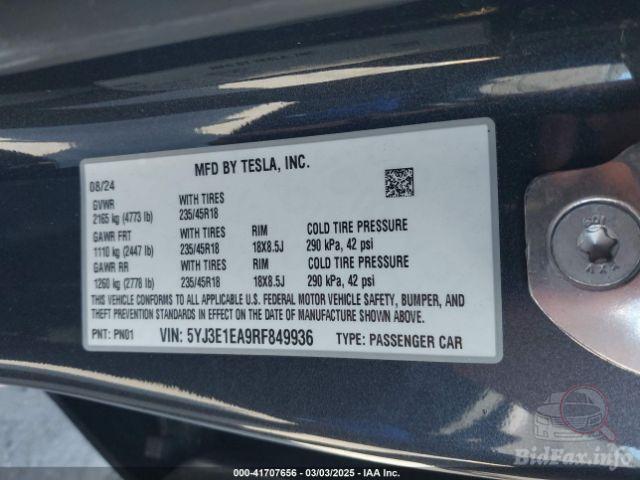 MFD BY TESLA, INC.
08/24
GVWR WITH TIRES
2165 kg (4773 lb) 235/45R18
GAWR FRT WITH TIRES RIM COLD TIRE PRESSURE
1110 kg (2447 lb) 235/45R18 18X8.5J 290 kPa, 42 psi
GAWR RR WITH TIRES RIM COLD TIRE PRESSURE
1260 kg (2778 lb) 235/45R18 18X8.5J 290 kPa, 42 psi
THIS VEHICLE CONFORMS TO ALL APPLICABLE U.S. FEDERAL MOTOR VEHICLE SAFETY, BUMPER, AND
THEFT PREVENTION STANDARDS IN EFFECT ON THE DATE OF MANUFACTURE SHOWN ABOVE.
PNT: PN01 VIN: 5YJ3E1EA9RF849936 TYPE: PASSENGER CAR
BidFax.info
000-41707656 - 03/03/2025 - IAA Inc.